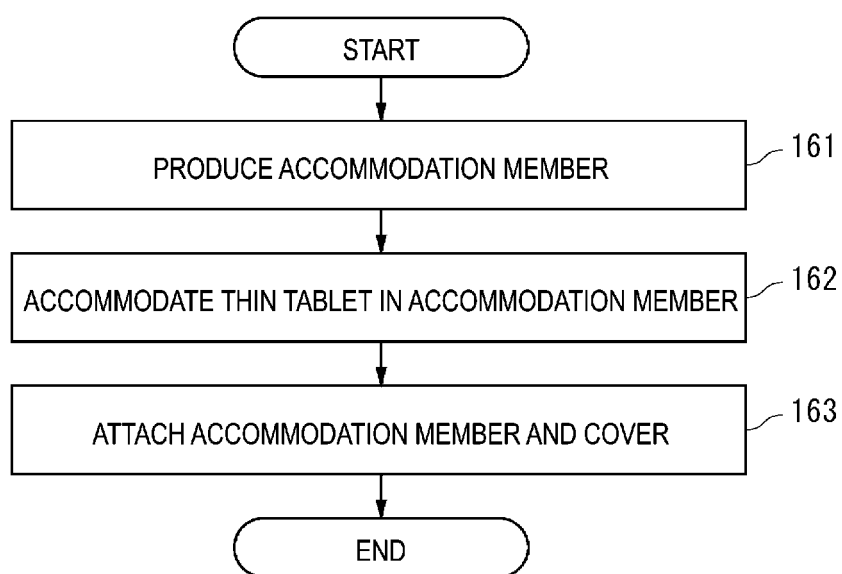 START
PRODUCE ACCOMMODATION MEMBER
161
ACCOMMODATE THIN TABLET IN ACCOMMODATION MEMBER
162
ATTACH ACCOMMODATION MEMBER AND COVER
163
END